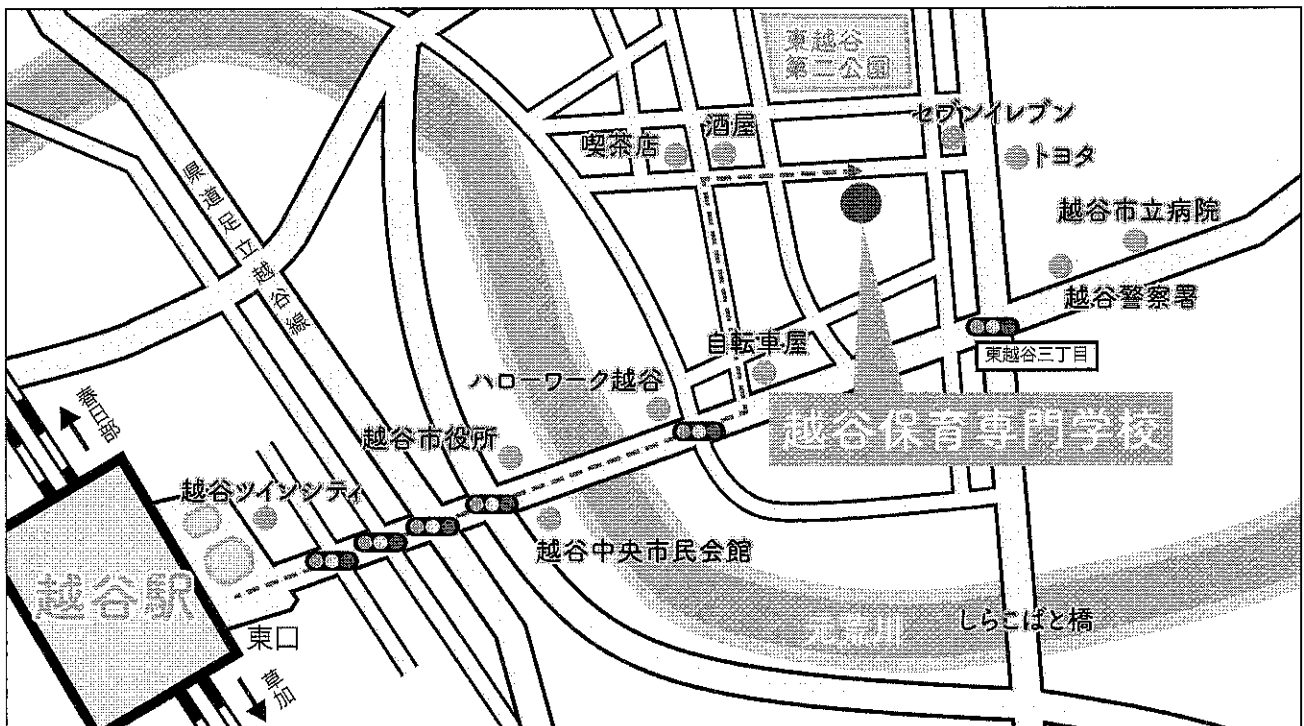 東越谷
第二公園
セブンイレブン
酒屋
喫茶店
トヨタ
越谷市立病院
県道足立越谷線
越谷警察署
自転車屋
東越谷三丁目
ハローワーク越谷
春日部
越谷保育専門学校
越谷市役所
越谷ツインシティ
越谷中央市民会館
越谷駅
元荒川
しらこばと橋
東口
草加